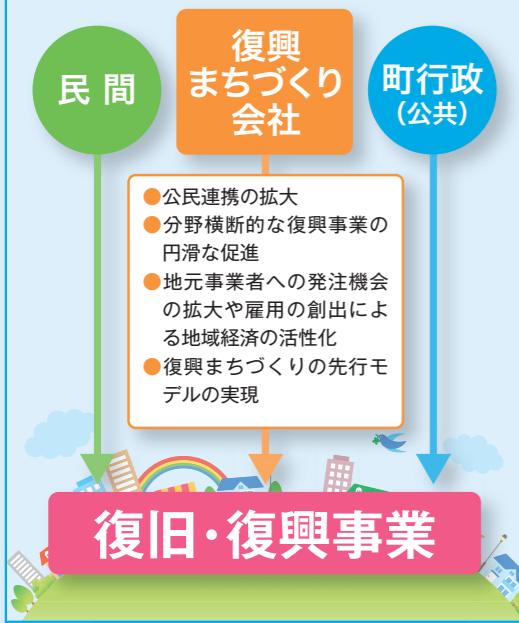 民間
復興
まちづくり
会社
町行政
(公共)
●公民連携の拡大
●分野横断的な復興事業の
円滑な促進
●地元事業者への発注機会
の拡大や雇用の創出によ
る地域経済の活性化
●復興まちづくりの先行モ
デルの実現
復旧・復興事業